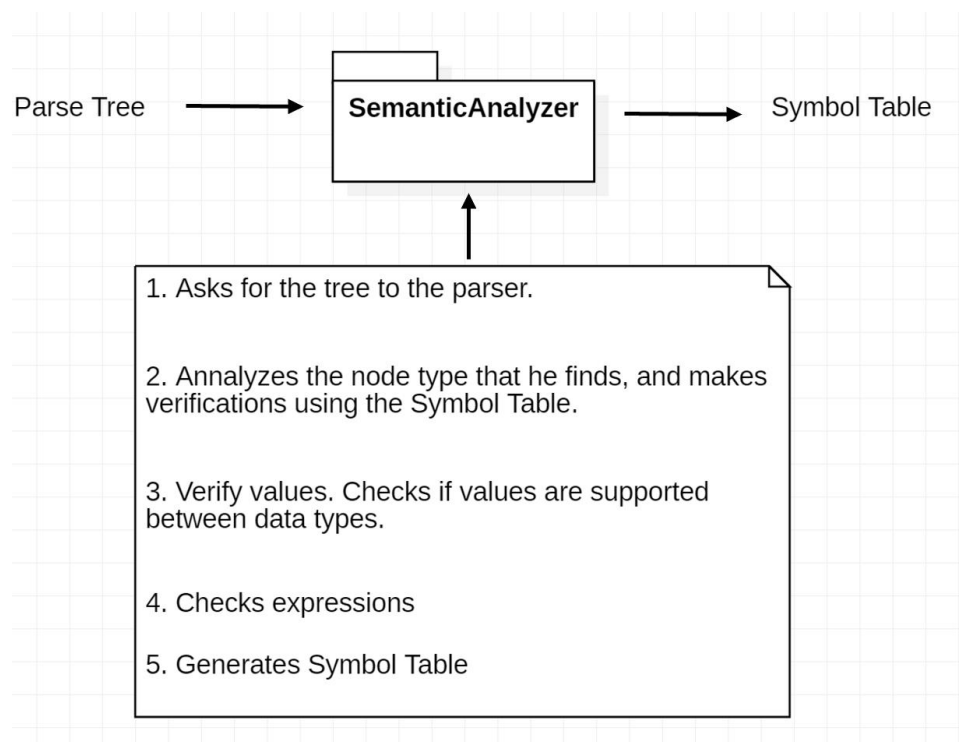 Parse Tree
SemanticAnalyzer
Symbol Table
1. Asks for the tree to the parser.
2. Annalyzes the node type that he finds, and makes
verifications using the Symbol Table.
3. Verify values. Checks if values are supported
between data types.
4. Checks expressions
5. Generates Symbol Table